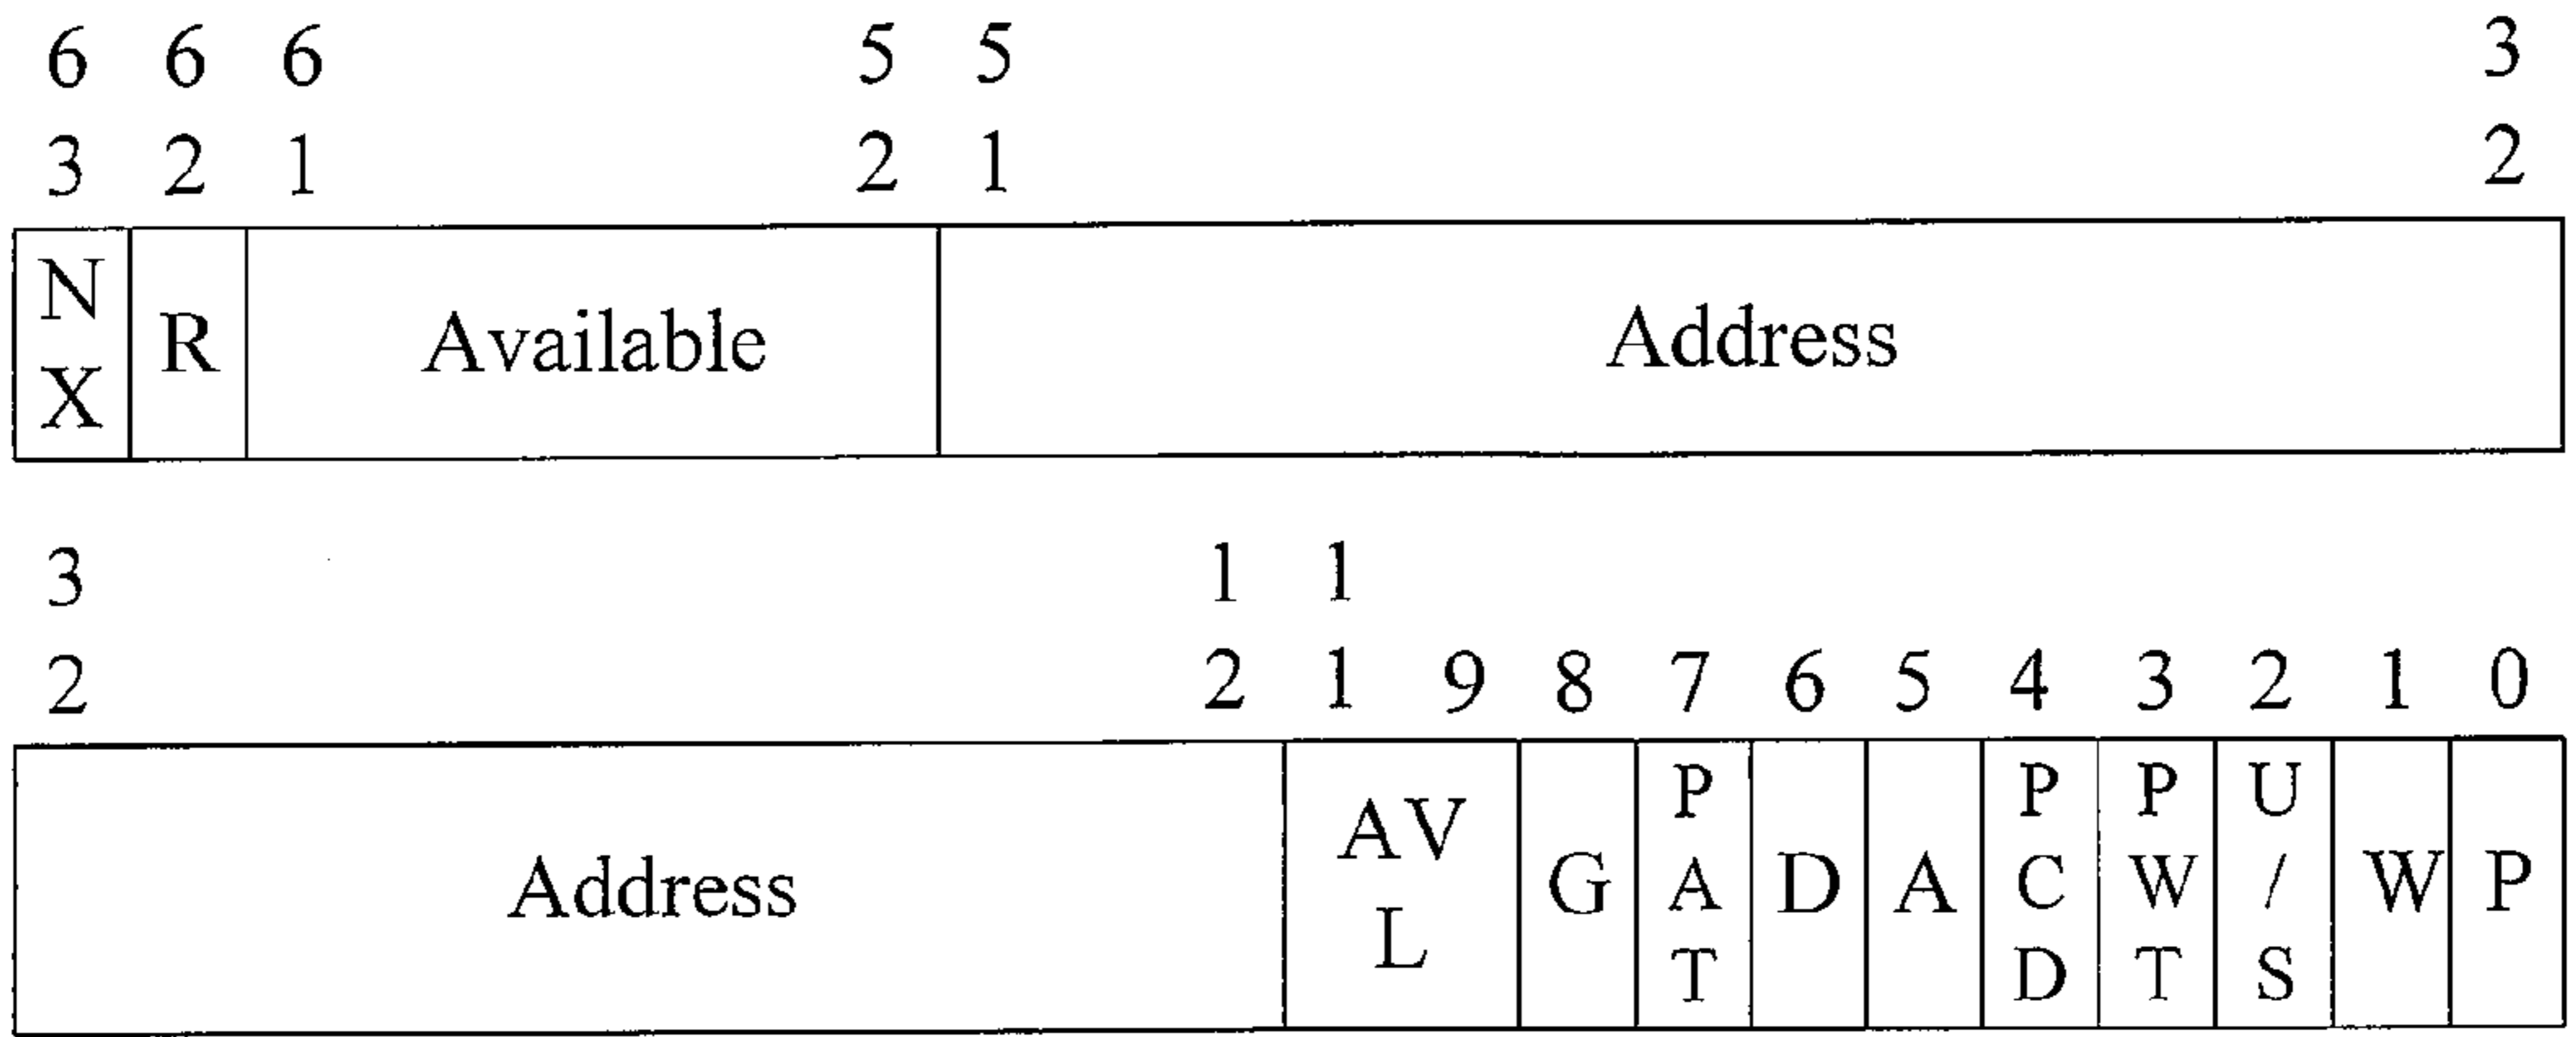 6 6 6 5 5 3
3 2 1 2 1 2
N X R Available Address
3 1 1
2 2 1 9 8 7 6 5 4 3 2 1 0
Address AV L G P A T D A P C D P W T U / S W P